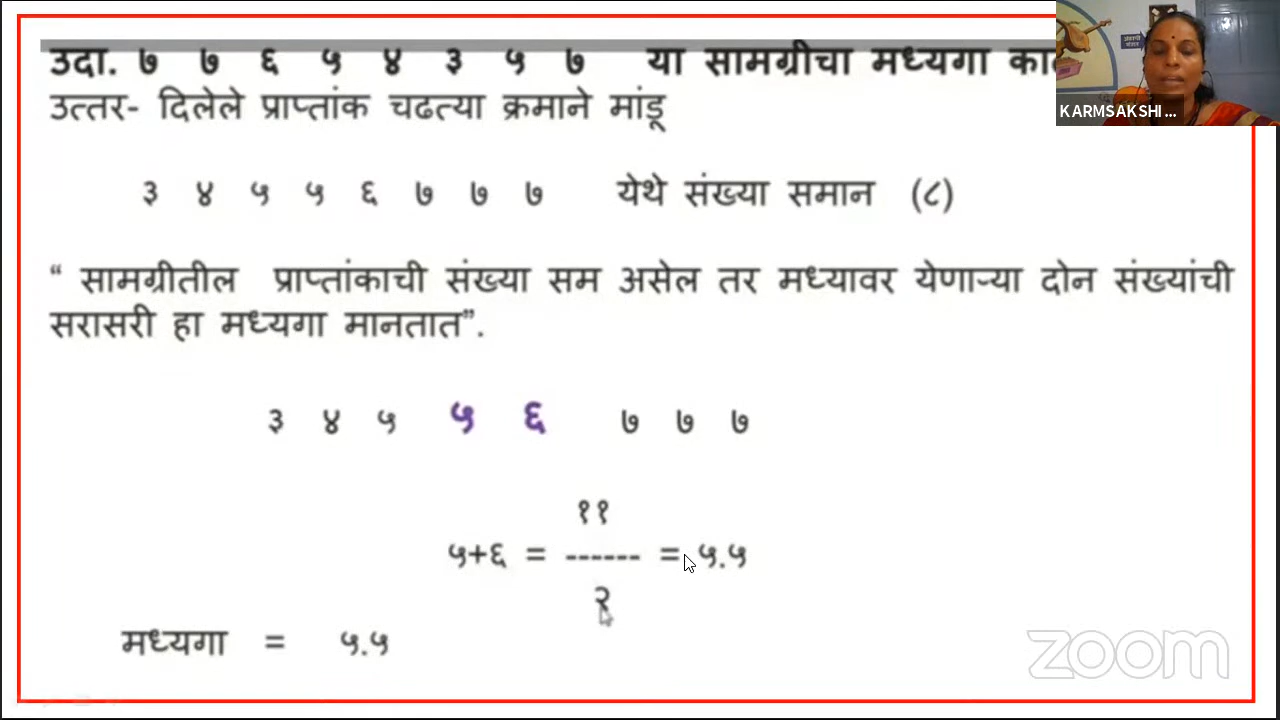 उदा. ७ ७ ६ ५ ४ ३ ५ ७ या सामग्रीचा मध्यगा
KARMSAKSHI ...
उत्तर- दिलेले प्राप्तांक चढत्या क्रमाने मांडू
३ ४ ५ ५ ६ ७ ७ ७ येथे संख्या समान (८)
“ सामग्रीतील प्राप्तांकाची संख्या सम असेल तर मध्यावर येणाऱ्या दोन संख्यांची
सरासरी हा मध्यगा मानतात”.
३ ४ ५ ५ ६ ७ ७ ७
११
५+६ = ------ = ५.५
२
मध्यगा = ५.५
zoom